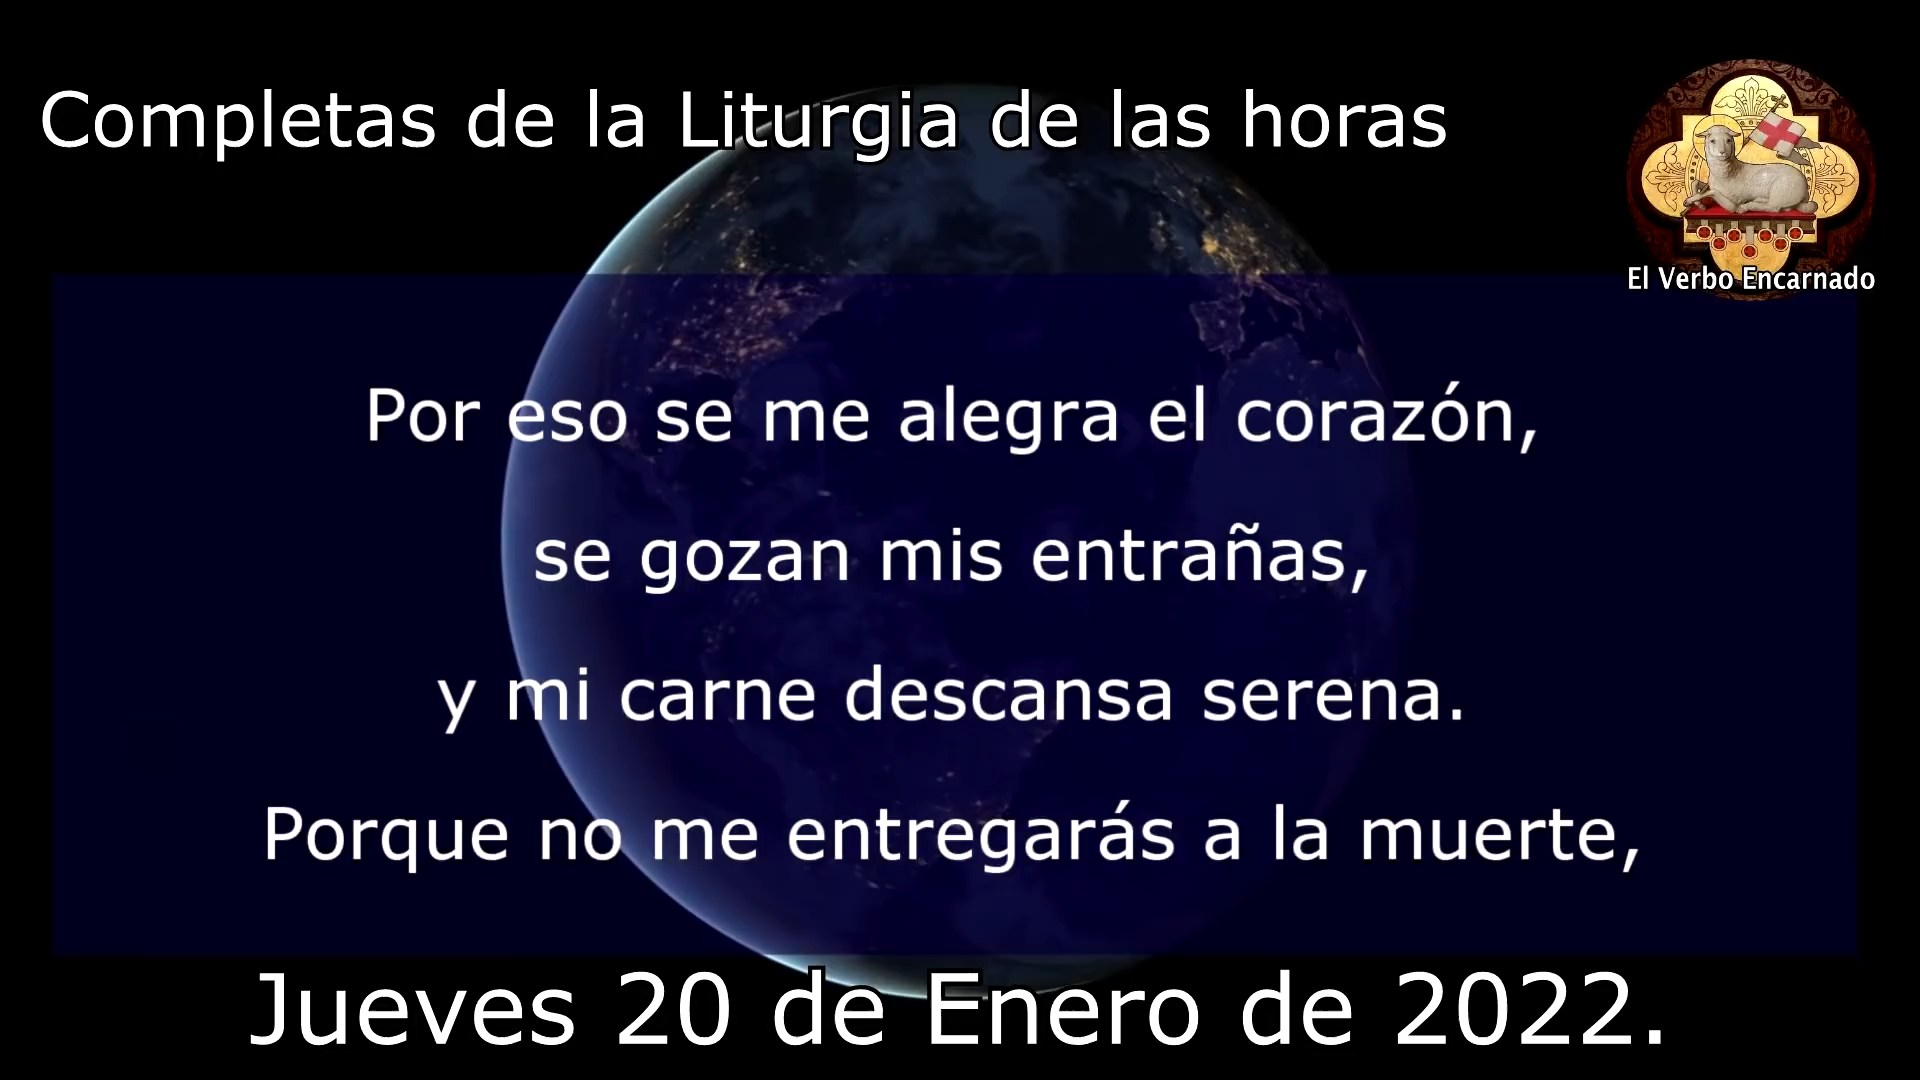 Completas de la Liturgia de las horas
El Verbo Encarnado
Por eso se me alegra el corazón,
se gozan mis entrañas,
y mi carne descansa serena.
Porque no me entregarás a la muerte,
Jueves 20 de Enero de 2022.